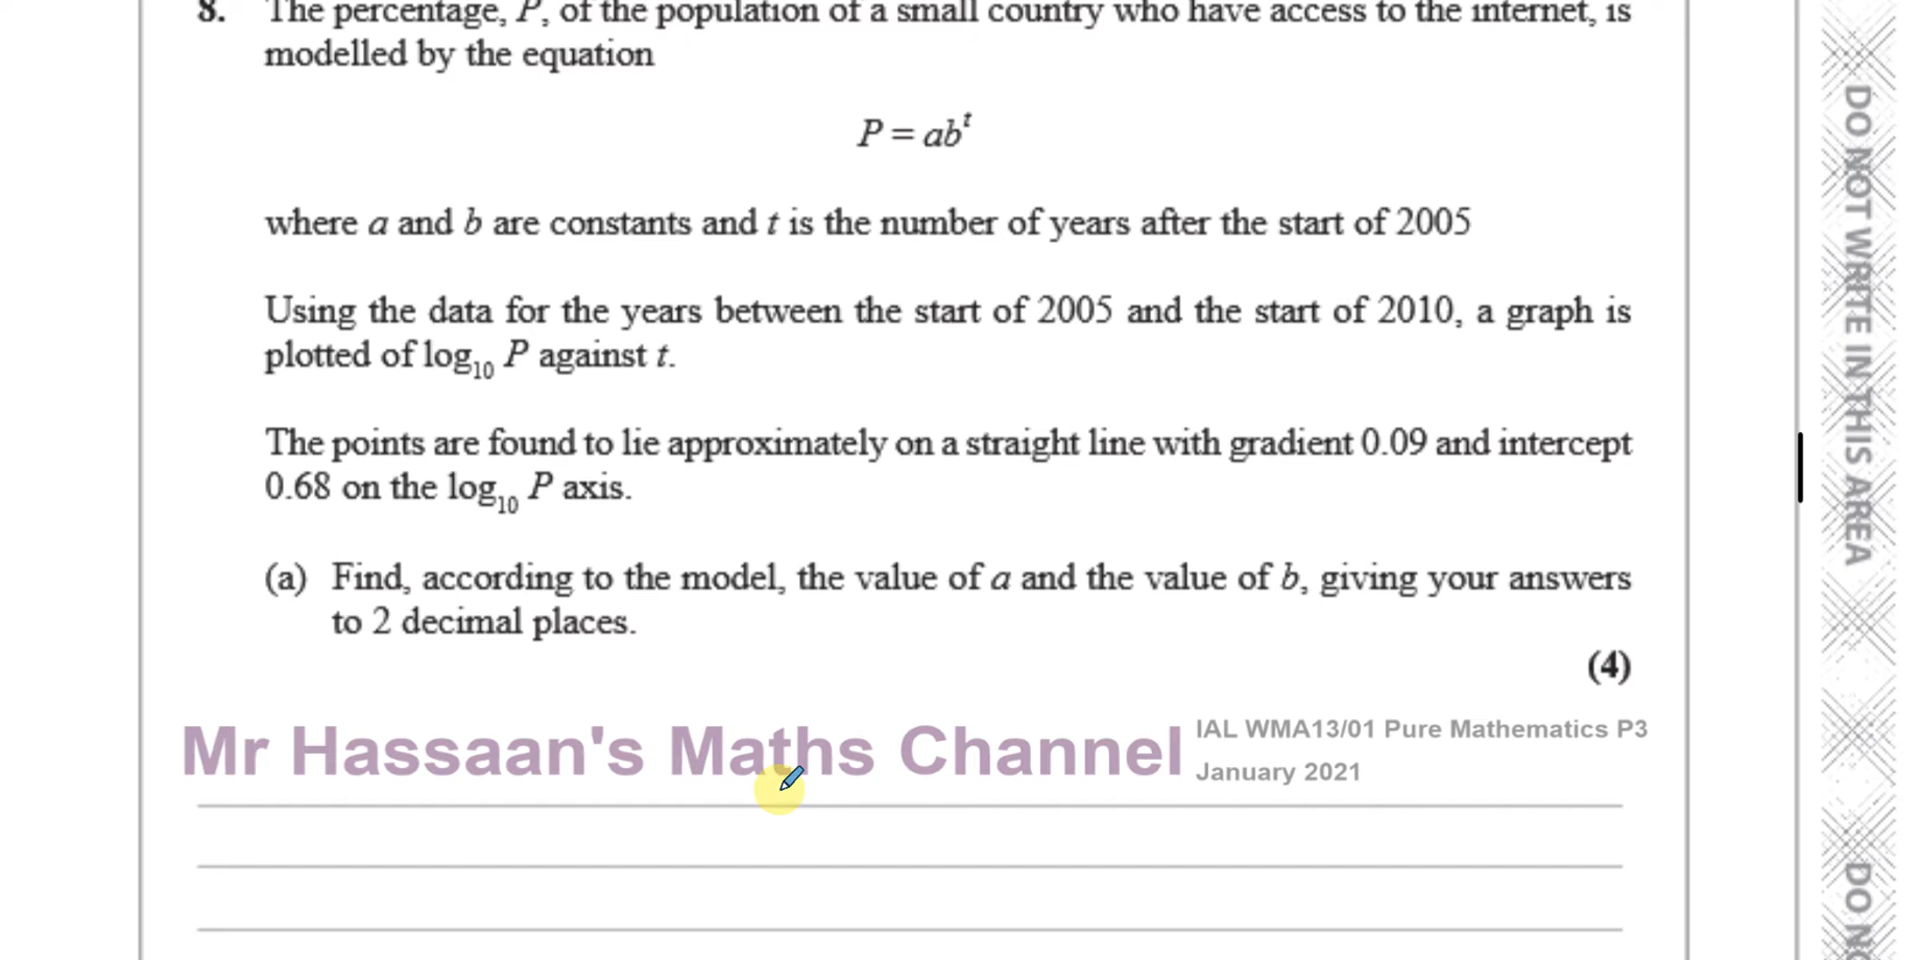 8. The percentage, P, of the population of a small country who have access to the internet, is
modelled by the equation
P = ab^t
where a and b are constants and t is the number of years after the start of 2005
Using the data for the years between the start of 2005 and the start of 2010, a graph is
plotted of log₁₀ P against t.
The points are found to lie approximately on a straight line with gradient 0.09 and intercept
0.68 on the log₁₀ P axis.
(a) Find, according to the model, the value of a and the value of b, giving your answers
to 2 decimal places.
(4)
Mr Hassaan's Maths Channel
IAL WMA13/01 Pure Mathematics P3
January 2021
DO NOT WRITE IN THIS AREA
DO NO